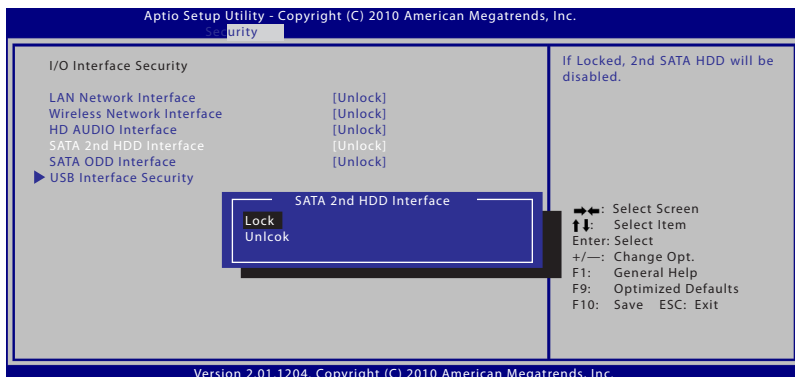 Aptio Setup Utility - Copyright (C) 2010 American Megatrends, Inc.
Security
I/O Interface Security
LAN Network Interface [Unlock]
Wireless Network Interface [Unlock]
HD AUDIO Interface [Unlock]
SATA 2nd HDD Interface [Unlock]
SATA ODD Interface [Unlock]
USB Interface Security
SATA 2nd HDD Interface
Lock
Unlcok
If Locked, 2nd SATA HDD will be
disabled.
→←: Select Screen
↑↓: Select Item
Enter: Select
+/—: Change Opt.
F1: General Help
F9: Optimized Defaults
F10: Save ESC: Exit
Version 2.01.1204. Copyright (C) 2010 American Megatrends, Inc.